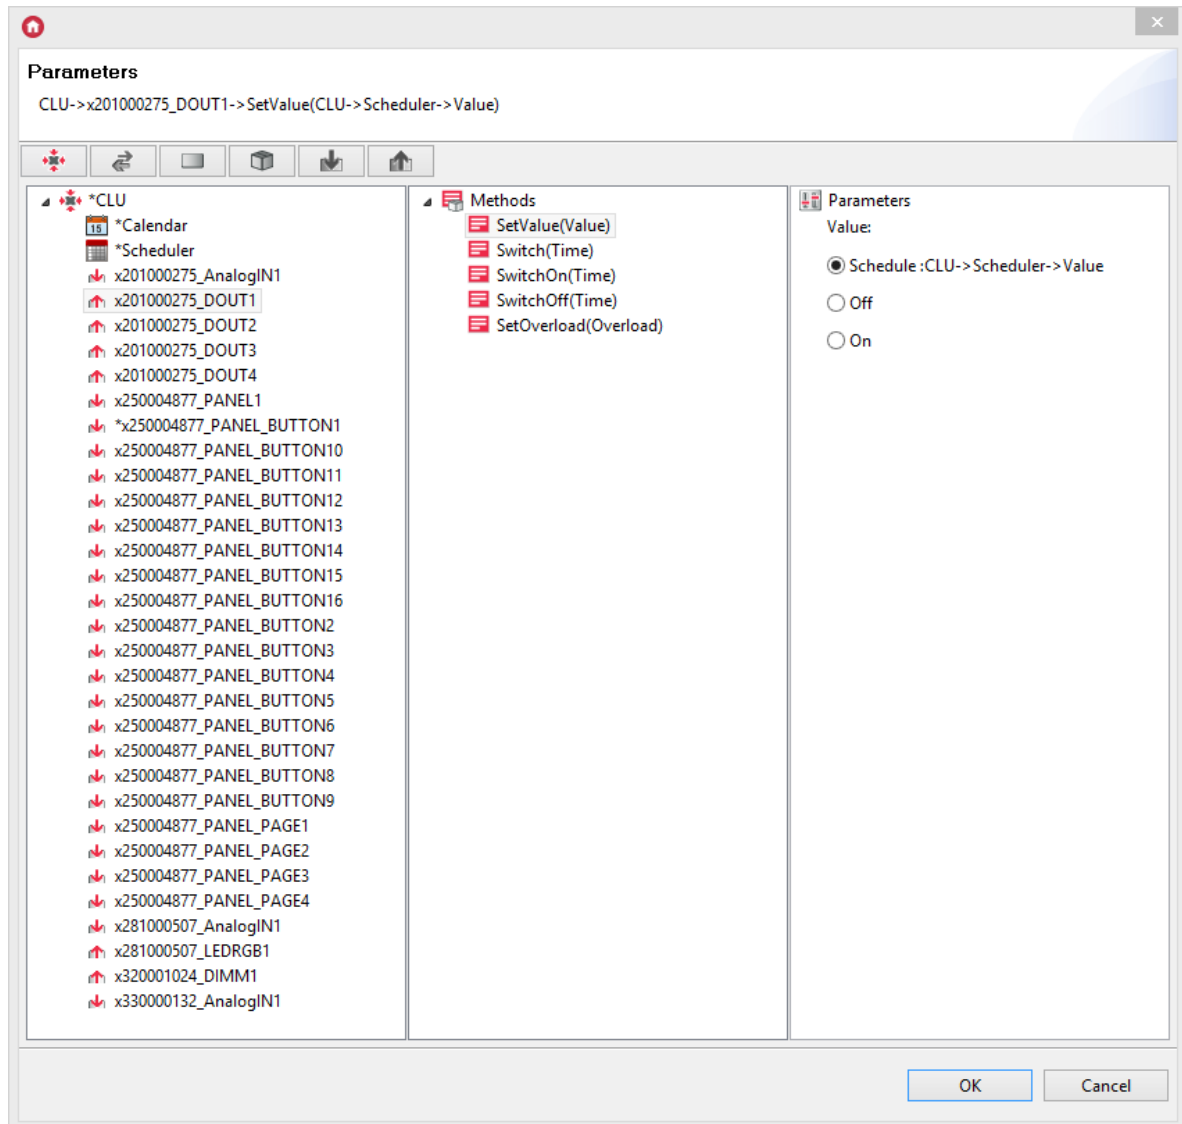 Parameters
CLU->x201000275_DOUT1->SetValue(CLU->Scheduler->Value)
*CLU
15 *Calendar
*Scheduler
x201000275_AnalogIN1
x201000275_DOUT1
x201000275_DOUT2
x201000275_DOUT3
x201000275_DOUT4
x250004877_PANEL1
*x250004877_PANEL_BUTTON1
x250004877_PANEL_BUTTON10
x250004877_PANEL_BUTTON11
x250004877_PANEL_BUTTON12
x250004877_PANEL_BUTTON13
x250004877_PANEL_BUTTON14
x250004877_PANEL_BUTTON15
x250004877_PANEL_BUTTON16
x250004877_PANEL_BUTTON2
x250004877_PANEL_BUTTON3
x250004877_PANEL_BUTTON4
x250004877_PANEL_BUTTON5
x250004877_PANEL_BUTTON6
x250004877_PANEL_BUTTON7
x250004877_PANEL_BUTTON8
x250004877_PANEL_BUTTON9
x250004877_PANEL_PAGE1
x250004877_PANEL_PAGE2
x250004877_PANEL_PAGE3
x250004877_PANEL_PAGE4
x281000507_AnalogIN1
x281000507_LEDRGB1
x320001024_DIMM1
x330000132_AnalogIN1
Methods
SetValue(Value)
Switch(Time)
SwitchOn(Time)
SwitchOff(Time)
SetOverload(Overload)
Parameters
Value:
Schedule :CLU->Scheduler->Value
Off
On
OK
Cancel